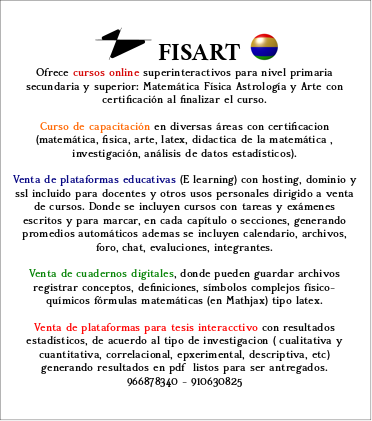 FISART
Ofrece cursos online superinteractivos para nivel primaria
secundaria y superior: Matemática Física Astrología y Arte con
certificación al finalizar el curso.
Curso de capacitación en diversas áreas con certificacion
(matemática, fisica, arte, latex, didactica de la matemática ,
investigación, análisis de datos estadísticos).
Venta de plataformas educativas (E learning) con hosting, dominio y
ssl incluido para docentes y otros usos personales dirigido a venta
de cursos. Donde se incluyen cursos con tareas y exámenes
escritos y para marcar, en cada capítulo o secciones, generando
promedios automáticos ademas se incluyen calendario, archivos,
foro, chat, evaluciones, integrantes.
Venta de cuadernos digitales, donde pueden guardar archivos
registrar conceptos, definiciones, símbolos complejos físico-
químicos fórmulas matemáticas (en Mathjax) tipo latex.
Venta de plataformas para tesis interacctivo con resultados
estadísticos, de acuerdo al tipo de investigacion ( cualitativa y
cuantitativa, correlacional, epxerimental, descriptiva, etc)
generando resultados en pdf listos para ser antregados.
966878340 - 910630825